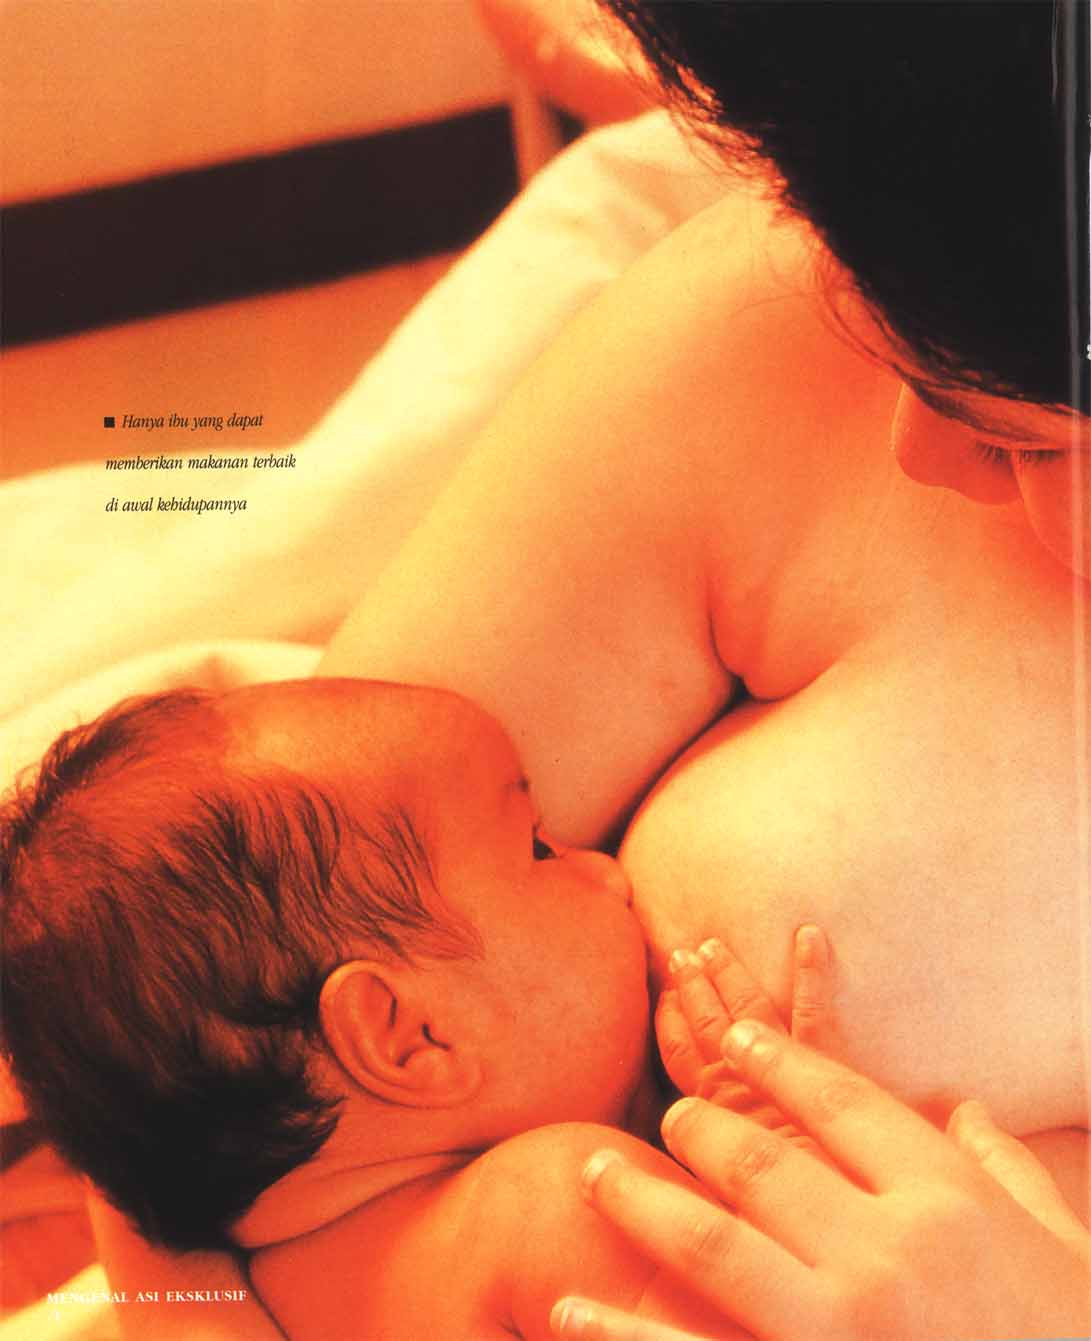 ■ Hanya ibu yang dapat
memberikan makanan terbaik
di awal kehidupannya
MENGENAL ASI EKSKLUSIF